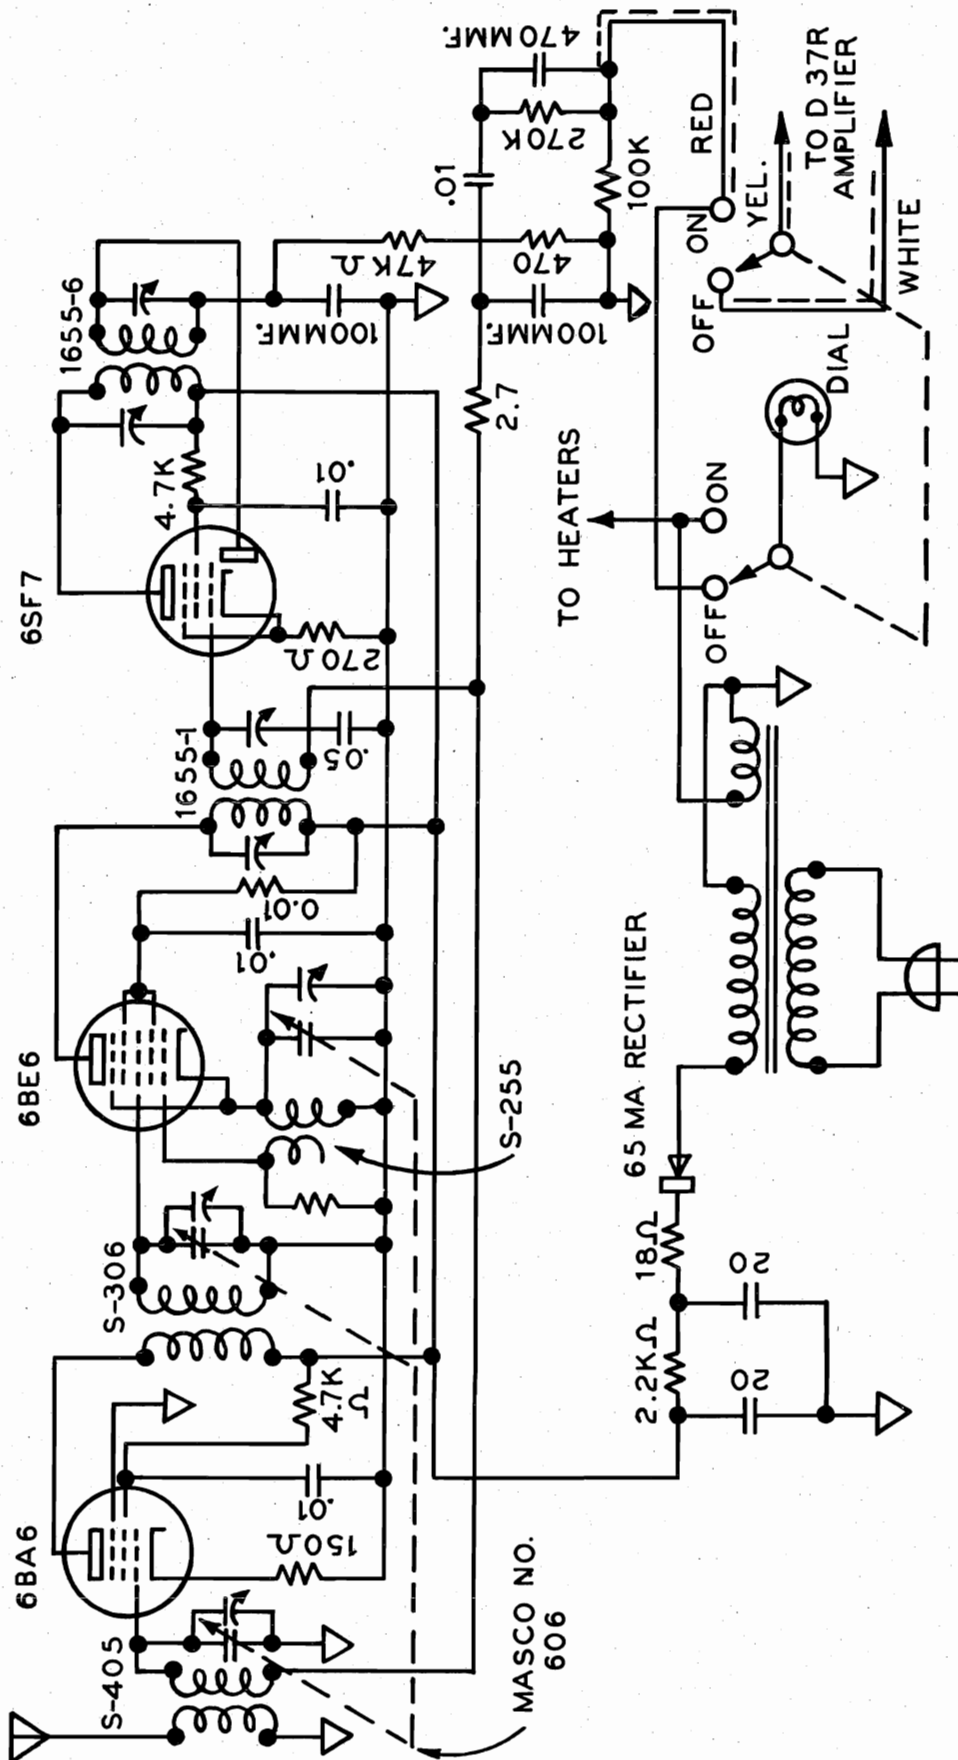 6BA6
6BE6
6SF7
S-405
S-306
1655-1
1655-6
4.7K
Ω
.01
150Ω
.01
0.01
.05
270Ω
4.7K
.01
100MMF.
47KΩ
470
100MMF.
.01
270K
470MMF.
100K
2.7
MASCO NO.
606
S-255
65 MA RECTIFIER
18Ω
2.2KΩ
20
20
TO HEATERS
OFF
ON
DIAL
OFF
ON
RED
YEL.
WHITE
TO D 37R
AMPLIFIER